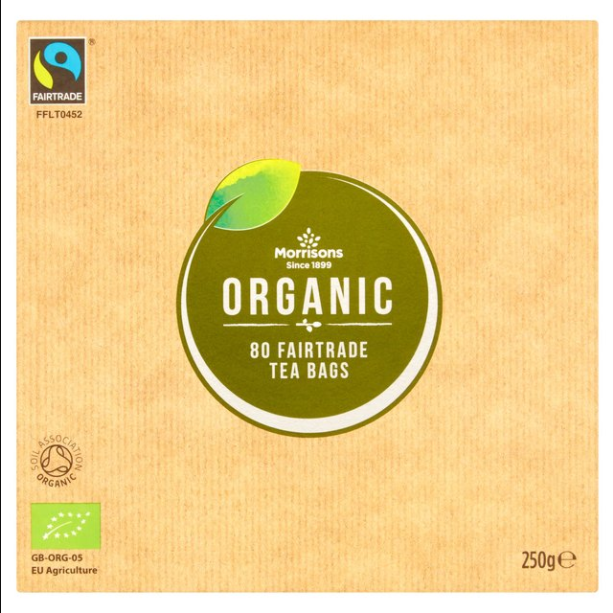 FAIRTRADE
®
FFLT0452
Morrisons
Since 1899
ORGANIC
80 FAIRTRADE
TEA BAGS
SOIL ASSOCIATION
ORGANIC
GB-ORG-05
EU Agriculture
250g℮